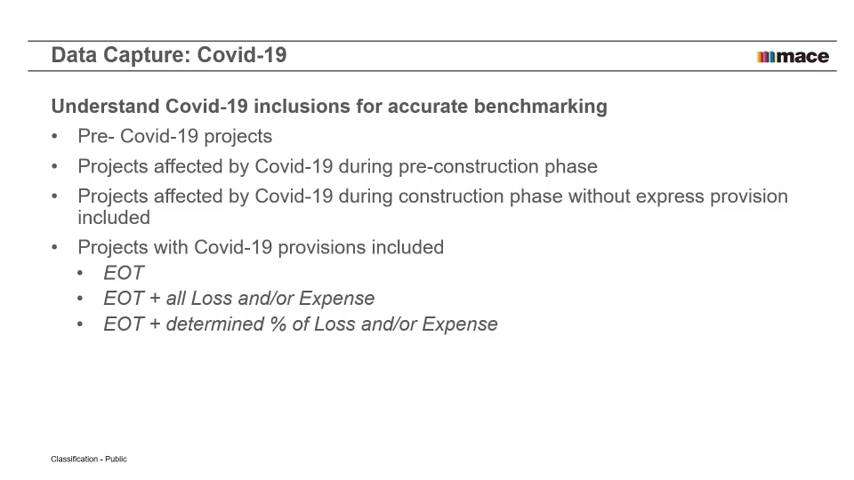 Data Capture: Covid-19
mace
Understand Covid-19 inclusions for accurate benchmarking
• Pre- Covid-19 projects
• Projects affected by Covid-19 during pre-construction phase
• Projects affected by Covid-19 during construction phase without express provision
included
• Projects with Covid-19 provisions included
• EOT
• EOT + all Loss and/or Expense
• EOT + determined % of Loss and/or Expense
Classification - Public